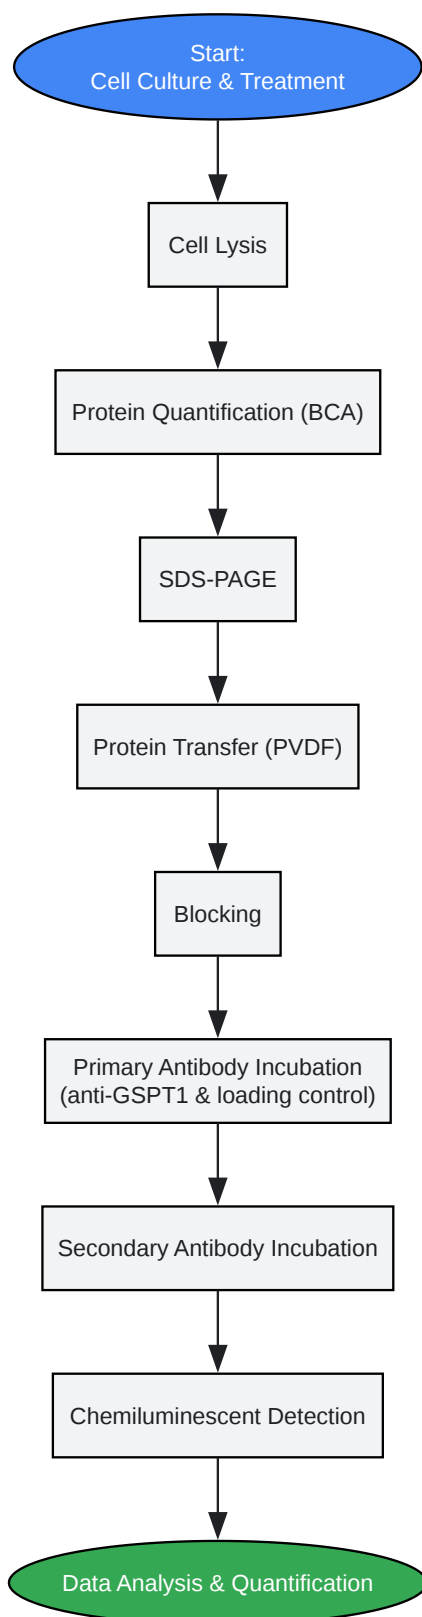 Start:
Cell Culture & Treatment
Cell Lysis
Protein Quantification (BCA)
SDS-PAGE
Protein Transfer (PVDF)
Blocking
Primary Antibody Incubation
(anti-GSPT1 & loading control)
Secondary Antibody Incubation
Chemiluminescent Detection
Data Analysis & Quantification